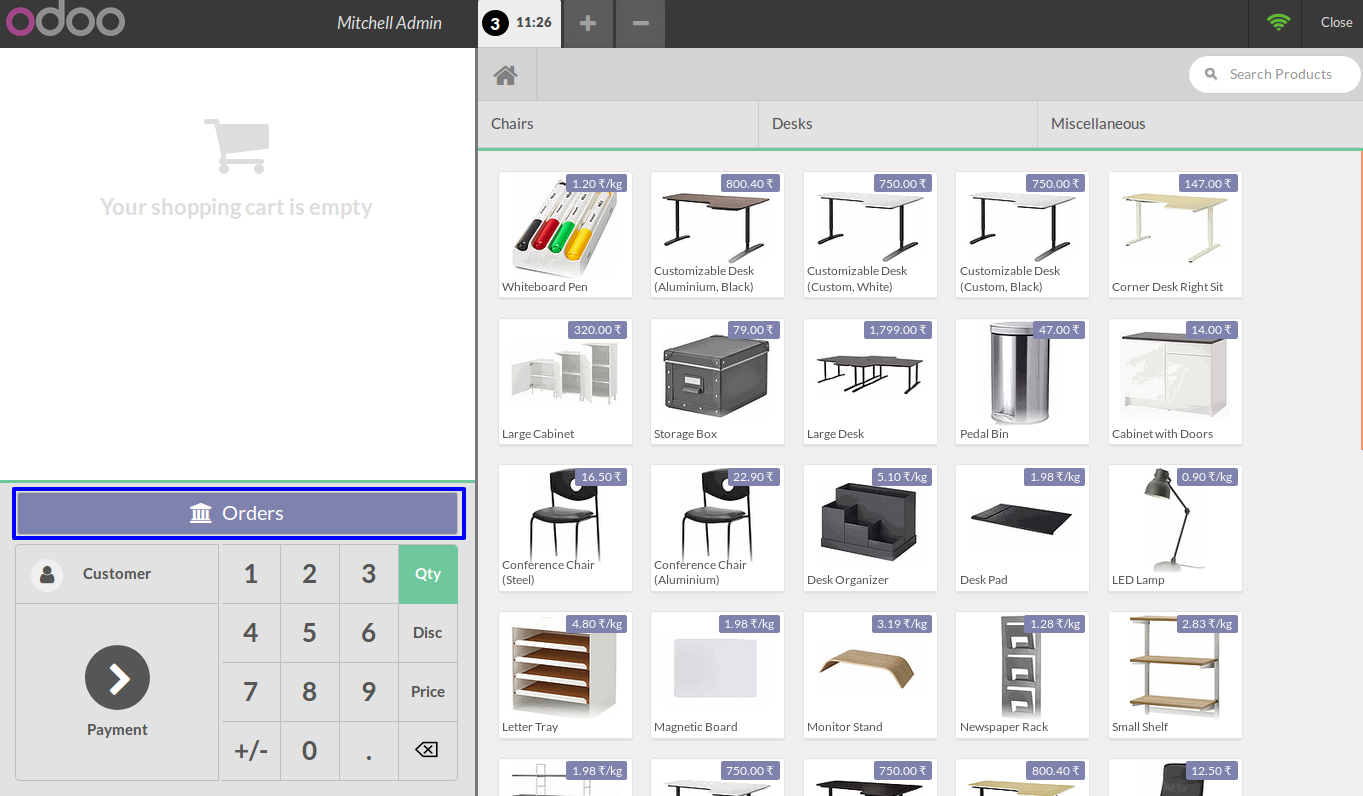 odoo
Mitchell Admin
3 11:26
+
−
Close
Search Products
Chairs
Desks
Miscellaneous
Your shopping cart is empty
1.20 ₹/kg
Whiteboard Pen
800.40 ₹
Customizable Desk
(Aluminium, Black)
750.00 ₹
Customizable Desk
(Custom, White)
750.00 ₹
Customizable Desk
(Custom, Black)
147.00 ₹
Corner Desk Right Sit
320.00 ₹
Large Cabinet
79.00 ₹
Storage Box
1,799.00 ₹
Large Desk
47.00 ₹
Pedal Bin
14.00 ₹
Cabinet with Doors
16.50 ₹
Conference Chair
(Steel)
22.90 ₹
Conference Chair
(Aluminium)
5.10 ₹/kg
Desk Organizer
1.98 ₹/kg
Desk Pad
0.90 ₹/kg
LED Lamp
4.80 ₹/kg
Letter Tray
1.98 ₹/kg
Magnetic Board
3.19 ₹/kg
Monitor Stand
1.28 ₹/kg
Newspaper Rack
2.83 ₹/kg
Small Shelf
1.98 ₹/kg
750.00 ₹
750.00 ₹
800.40 ₹
12.50 ₹
Orders
Customer
Payment
1 2 3 Qty
4 5 6 Disc
7 8 9 Price
+/- 0 .